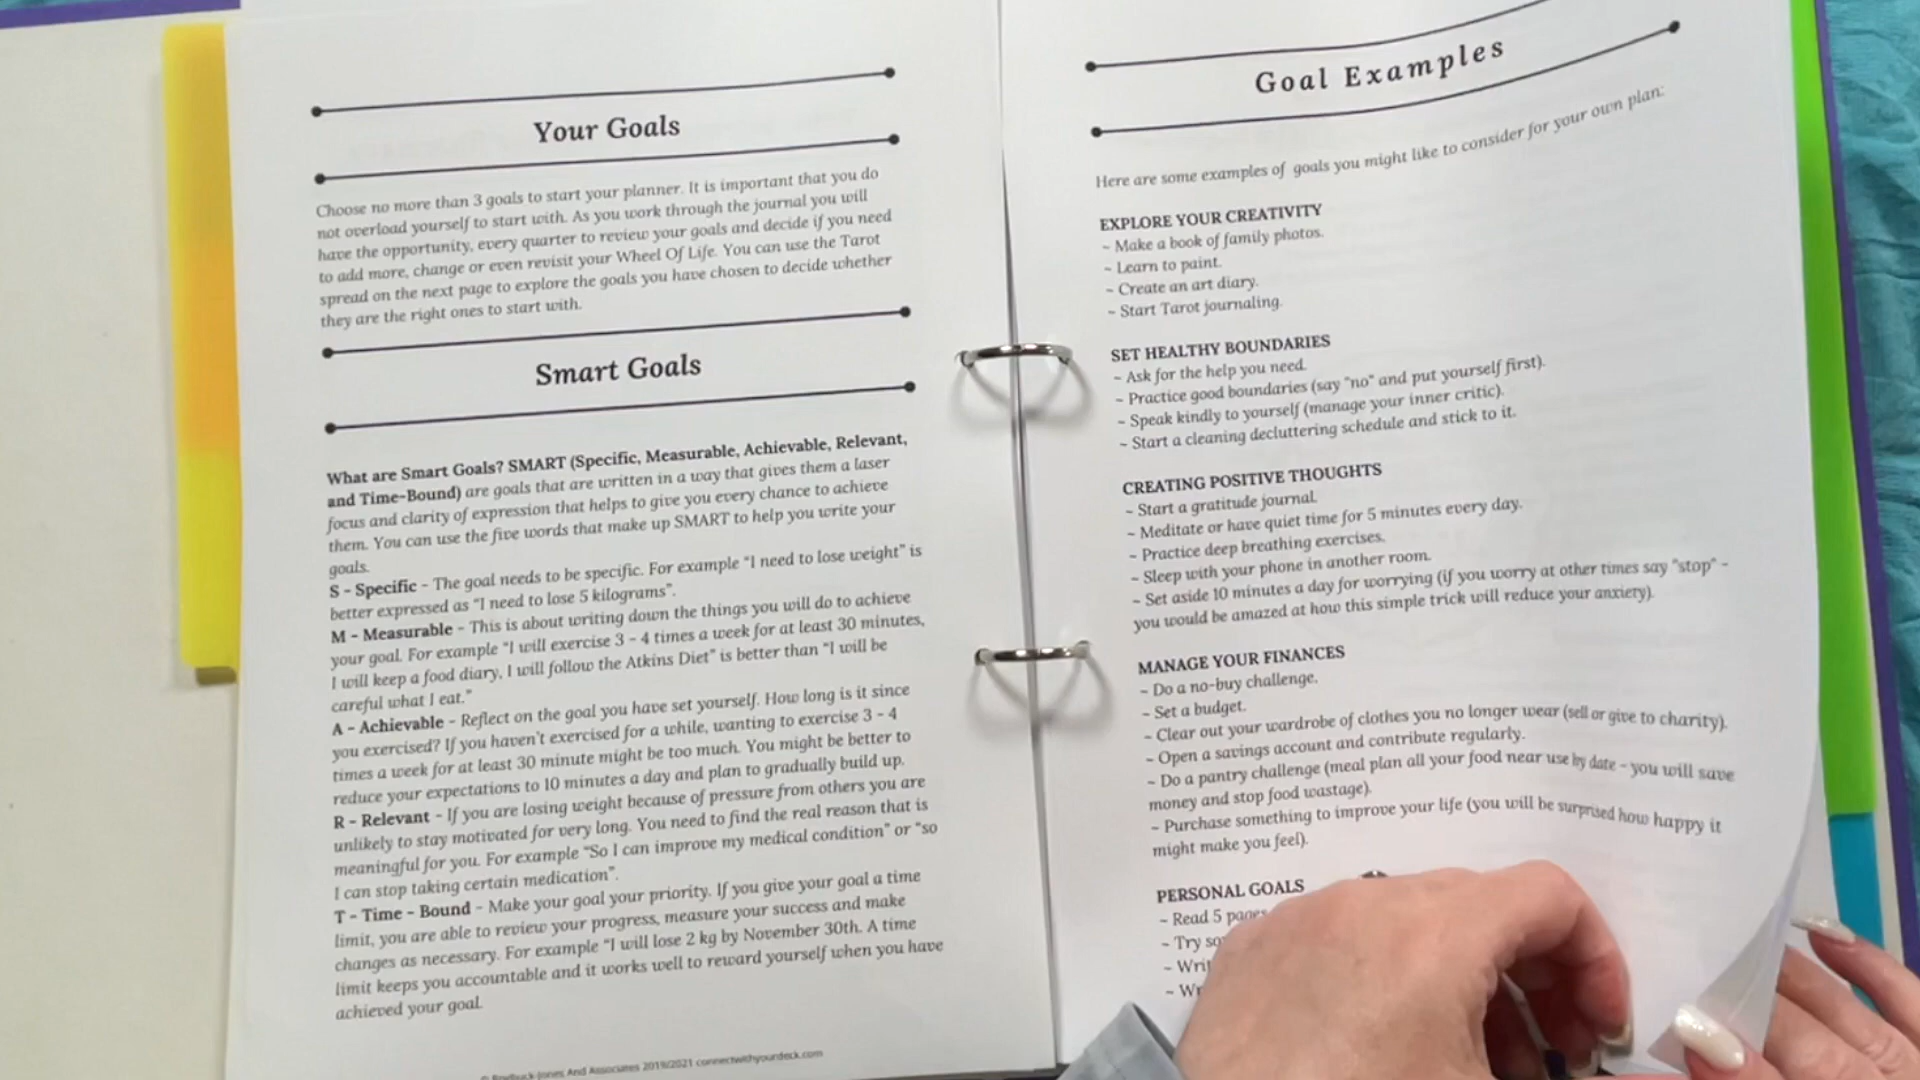 Your Goals
Choose no more than 3 goals to start your planner. It is important that you do
not overload yourself to start with. As you work through the journal you will
have the opportunity, every quarter to review your goals and decide if you need
to add more, change or even revisit your Wheel Of Life. You can use the Tarot
spread on the next page to explore the goals you have chosen to decide whether
they are the right ones to start with.
Smart Goals
What are Smart Goals? SMART (Specific, Measurable, Achievable, Relevant,
and Time-Bound) are goals that are written in a way that gives them a laser
focus and clarity of expression that helps to give you every chance to achieve
them. You can use the five words that make up SMART to help you write your
goals.
S - Specific - The goal needs to be specific. For example "I need to lose weight" is
better expressed as "I need to lose 5 kilograms".
M - Measurable - This is about writing down the things you will do to achieve
your goal. For example "I will exercise 3 - 4 times a week for at least 30 minutes,
I will keep a food diary, I will follow the Atkins Diet" is better than "I will be
careful what I eat."
A - Achievable - Reflect on the goal you have set yourself. How long is it since
you exercised? If you haven't exercised for a while, wanting to exercise 3 - 4
times a week for at least 30 minute might be too much. You might be better to
reduce your expectations to 10 minutes a day and plan to gradually build up.
R - Relevant - If you are losing weight because of pressure from others you are
unlikely to stay motivated for very long. You need to find the real reason that is
meaningful for you. For example "So I can improve my medical condition" or "so
I can stop taking certain medication".
T - Time - Bound - Make your goal your priority. If you give your goal a time
limit, you are able to review your progress, measure your success and make
changes as necessary. For example "I will lose 2 kg by November 30th. A time
limit keeps you accountable and it works well to reward yourself when you have
achieved your goal.
Jones And Associates 2019/2021 connectwithyourdeck.com
Goal Examples
Here are some examples of goals you might like to consider for your own plan:
EXPLORE YOUR CREATIVITY
~ Make a book of family photos.
~ Learn to paint.
~ Create an art diary.
~ Start Tarot journaling.
SET HEALTHY BOUNDARIES
~ Ask for the help you need.
~ Practice good boundaries (say "no" and put yourself first).
~ Speak kindly to yourself (manage your inner critic).
~ Start a cleaning decluttering schedule and stick to it.
CREATING POSITIVE THOUGHTS
~ Start a gratitude journal.
~ Meditate or have quiet time for 5 minutes every day.
~ Practice deep breathing exercises.
~ Sleep with your phone in another room.
~ Set aside 10 minutes a day for worrying (if you worry at other times say "stop" -
you would be amazed at how this simple trick will reduce your anxiety).
MANAGE YOUR FINANCES
~ Do a no-buy challenge.
~ Set a budget.
~ Clear out your wardrobe of clothes you no longer wear (sell or give to charity).
~ Open a savings account and contribute regularly.
~ Do a pantry challenge (meal plan all your food near use by date - you will save
money and stop food wastage).
~ Purchase something to improve your life (you will be surprised how happy it
might make you feel).
PERSONAL GOALS
~ Read 5 pages
~ Try